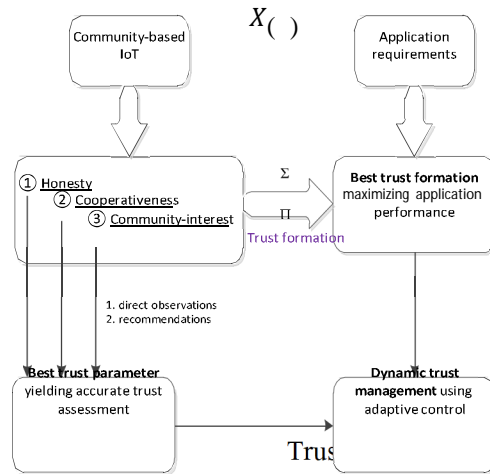 X( )
Community-based
IoT
Application
requirements
1 Honesty
2 Cooperativeness
3 Community-interest
Σ
Π
Trust formation
Best trust formation
maximizing application
performance
1. direct observations
2. recommendations
Best trust parameter
yielding accurate trust
assessment
Dynamic trust
management using
adaptive control
Trus